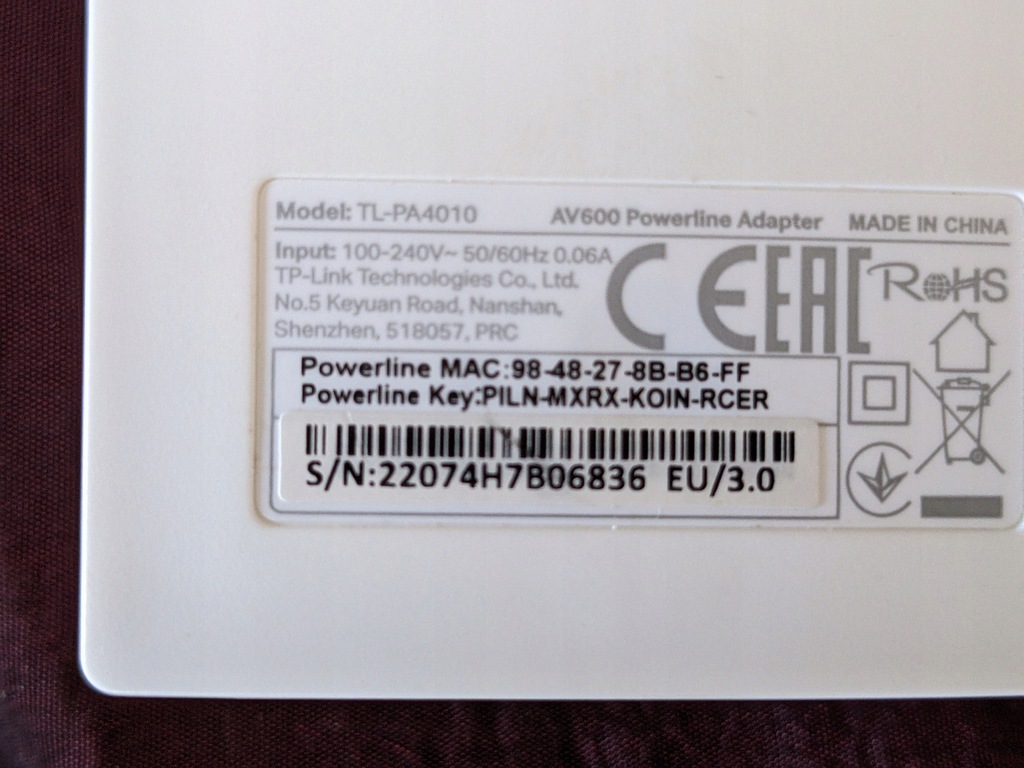 Model: TL-PA4010 AV600 Powerline Adapter MADE IN CHINA
Input: 100-240V~ 50/60Hz 0.06A
TP-Link Technologies Co., Ltd.
No.5 Keyuan Road, Nanshan,
Shenzhen, 518057, PRC
CE EAC RoHS
Powerline MAC:98-48-27-8B-B6-FF
Powerline Key:PILN-MXRX-KOIN-RCER
S/N:22074H7B06836 EU/3.0